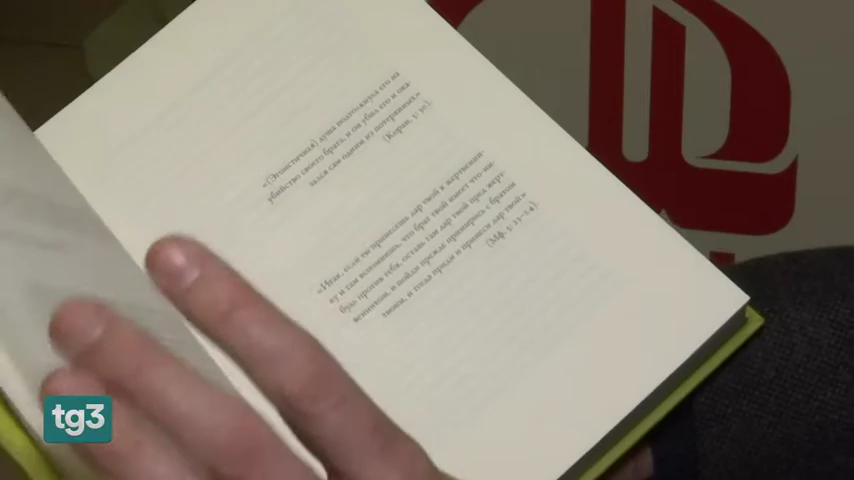 «(Эгоистичная) душа подтолкнула его на
убийство своего брата, и он убил его и ока-
зался сам одним из потерянных»
(Коран, 5: 30).
«Итак, если ты принесешь дар твой к жертвенни-
ку и там вспомнишь, что брат твой имеет что-ни-
будь против тебя, оставь там дар твой пред жерт-
венником, и пойди прежде примирись с братом
твоим, и тогда приди и принеси дар твой»
(Мф. 5: 23–24).
tg3